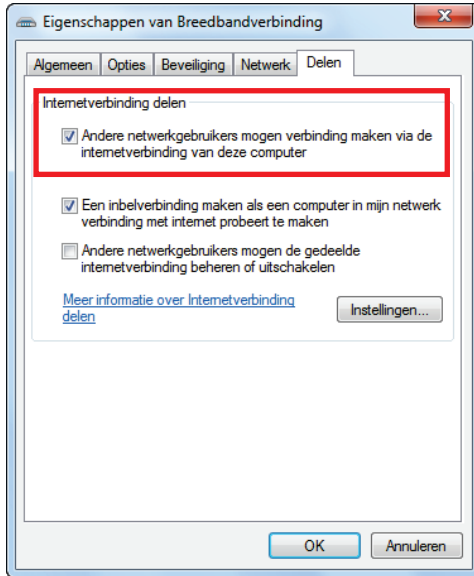 Eigenschappen van Breedbandverbinding
Algemeen Opties Beveiliging Netwerk Delen
Internetverbinding delen
Andere netwerkgebruikers mogen verbinding maken via de
internetverbinding van deze computer
Een inbelverbinding maken als een computer in mijn netwerk
verbinding met internet probeert te maken
Andere netwerkgebruikers mogen de gedeelde
internetverbinding beheren of uitschakelen
Meer informatie over Internetverbinding
delen
Instellingen...
OK Annuleren